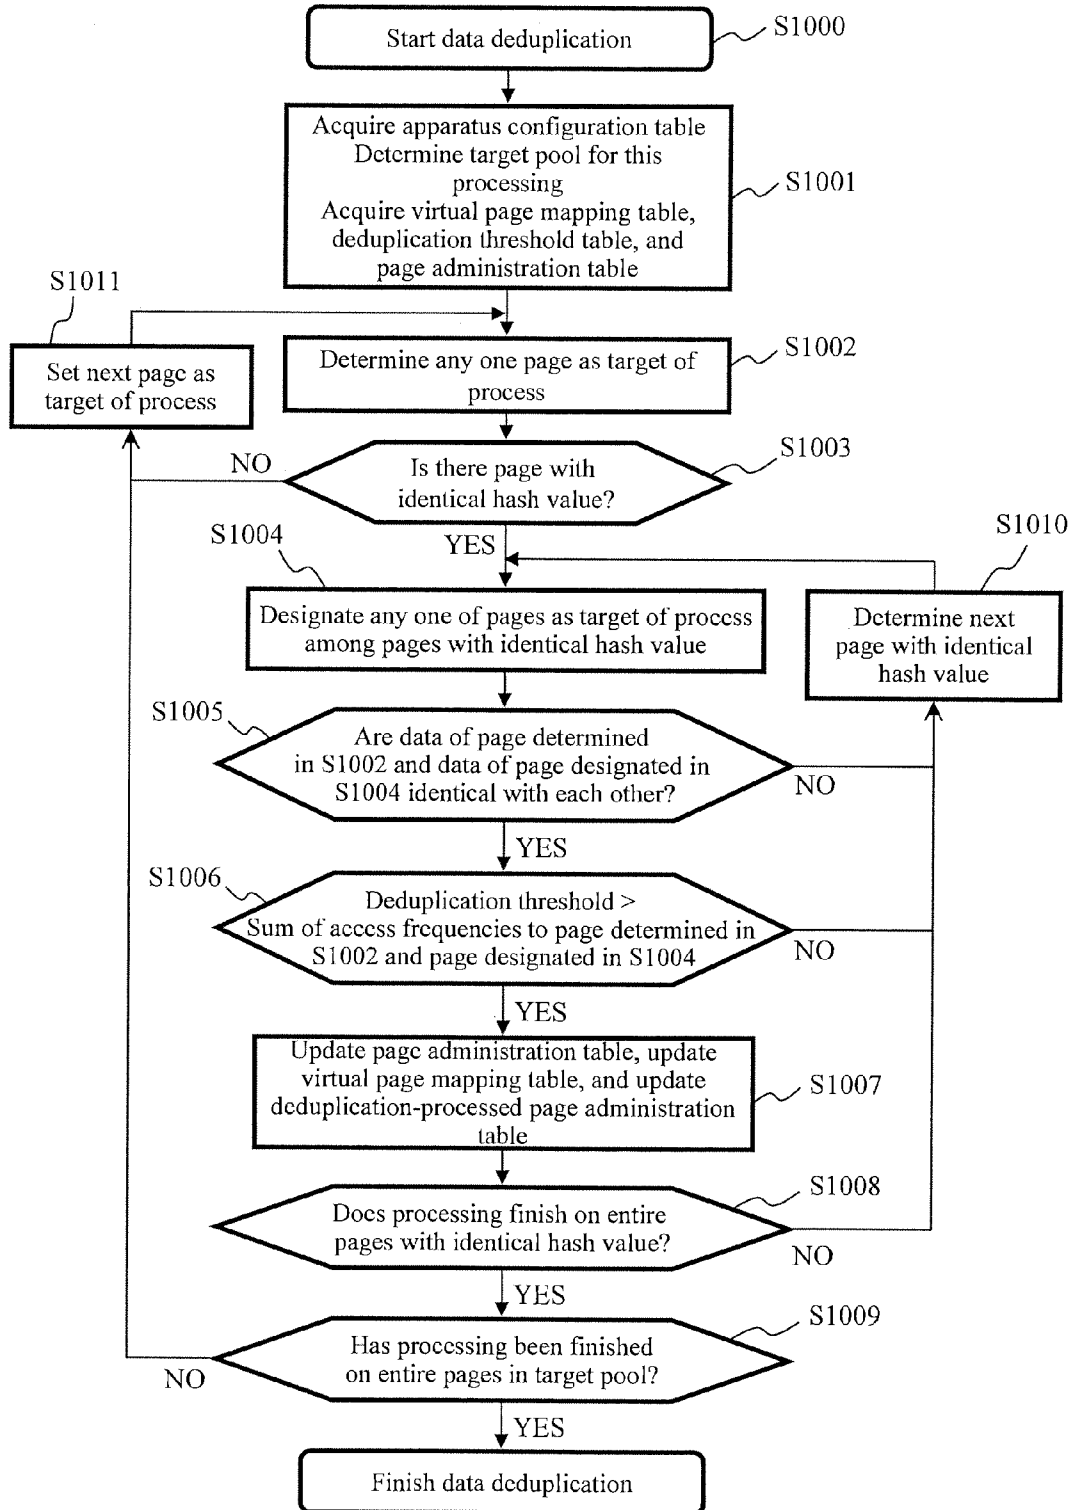 Start data deduplication
S1000
Acquire apparatus configuration table
Determine target pool for this
processing
Acquire virtual page mapping table,
deduplication threshold table, and
page administration table
S1001
S1011
Set next page as
target of process
Determine any one page as target of
process
S1002
NO
Is there page with
identical hash value?
S1003
YES
S1004
Designate any one of pages as target of process
among pages with identical hash value
S1010
Determine next
page with identical
hash value
S1005
Are data of page determined
in S1002 and data of page designated in
S1004 identical with each other?
NO
YES
S1006
Deduplication threshold >
Sum of access frequencies to page determined in
S1002 and page designated in S1004
NO
YES
Update page administration table, update
virtual page mapping table, and update
deduplication-processed page administration
table
S1007
Does processing finish on entire
pages with identical hash value?
S1008
NO
YES
Has processing been finished
on entire pages in target pool?
S1009
NO
YES
Finish data deduplication